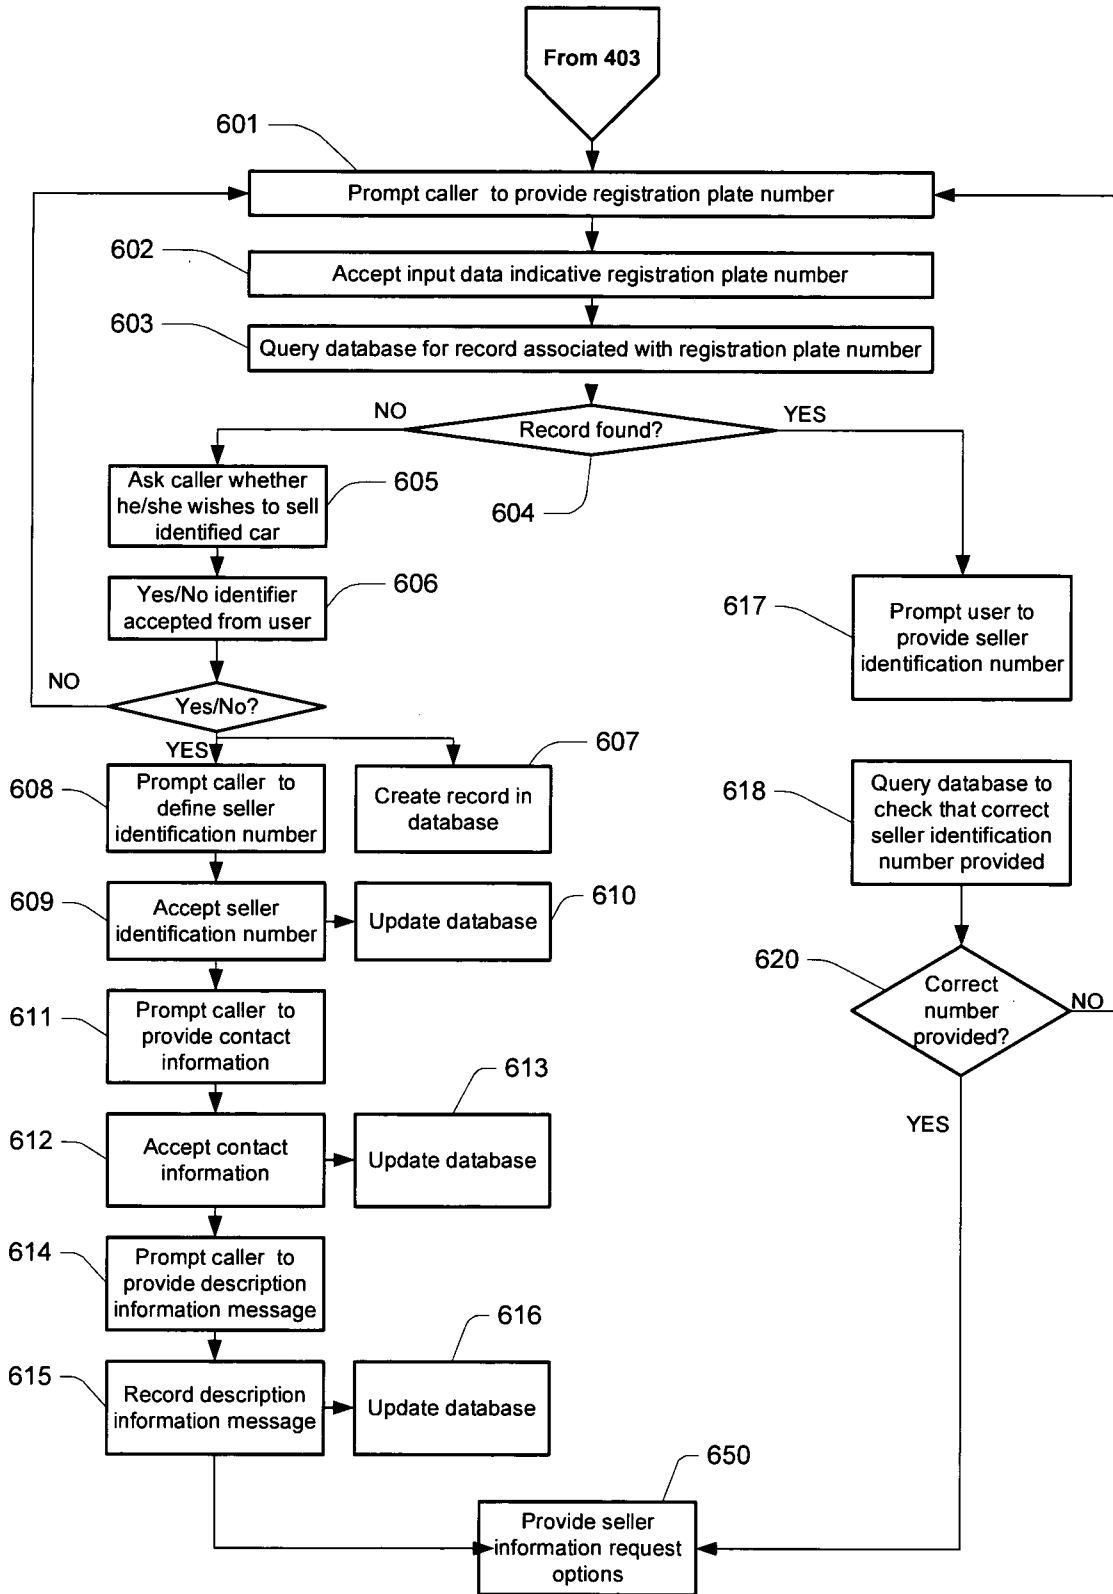 From 403
601
Prompt caller to provide registration plate number
602
Accept input data indicative registration plate number
603
Query database for record associated with registration plate number
NO
YES
Record found?
604
Ask caller whether
he/she wishes to sell
identified car
605
Yes/No identifier
accepted from user
606
617
Prompt user to
provide seller
identification number
NO
Yes/No?
YES
607
608
Prompt caller to
define seller
identification number
Create record in
database
618
Query database to
check that correct
seller identification
number provided
609
Accept seller
identification number
Update database
610
620
Correct
number
provided?
NO
611
Prompt caller to
provide contact
information
613
YES
612
Accept contact
information
Update database
614
Prompt caller to
provide description
information message
616
615
Record description
information message
Update database
650
Provide seller
information request
options